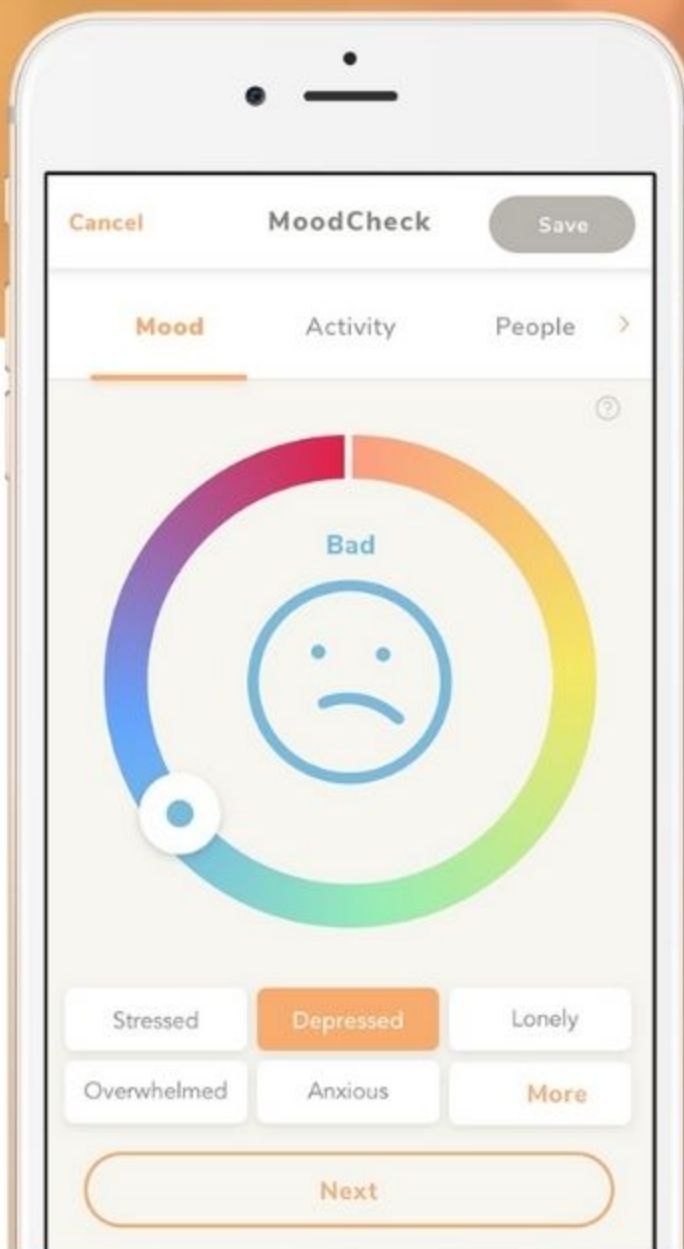 Cancel MoodCheck Save
Mood Activity People >
?
Bad
Stressed Depressed Lonely
Overwhelmed Anxious More
Next